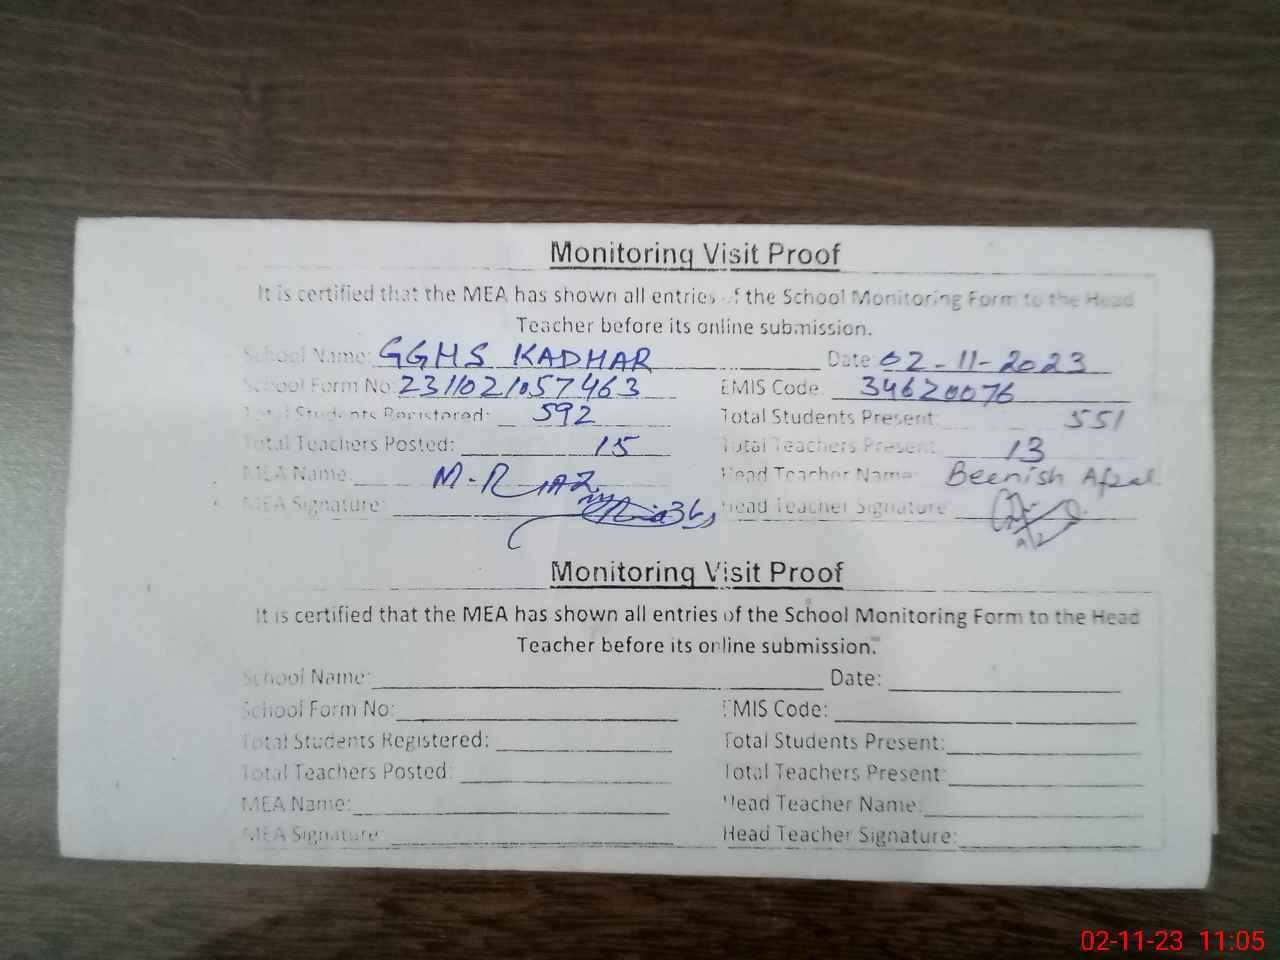 Monitoring Visit Proof
It is certified that the MEA has shown all entries of the School Monitoring Form to the Head
Teacher before its online submission.
School Name: GGHS KADHAR Date: 02-11-2023
School Form No: 2311021057463 EMIS Code: 34620076
Total Students Registered: 592 Total Students Present: 551
Total Teachers Posted: 15 Total Teachers Present: 13
MEA Name: M. Riaz Head Teacher Name: Beenish Afzal
MEA Signature: Head Teacher Signature:
Monitoring Visit Proof
It is certified that the MEA has shown all entries of the School Monitoring Form to the Head
Teacher before its online submission.
School Name: Date:
School Form No: EMIS Code:
Total Students Registered: Total Students Present:
Total Teachers Posted: Total Teachers Present:
MEA Name: Head Teacher Name:
MEA Signature: Head Teacher Signature:
02-11-23 11:05